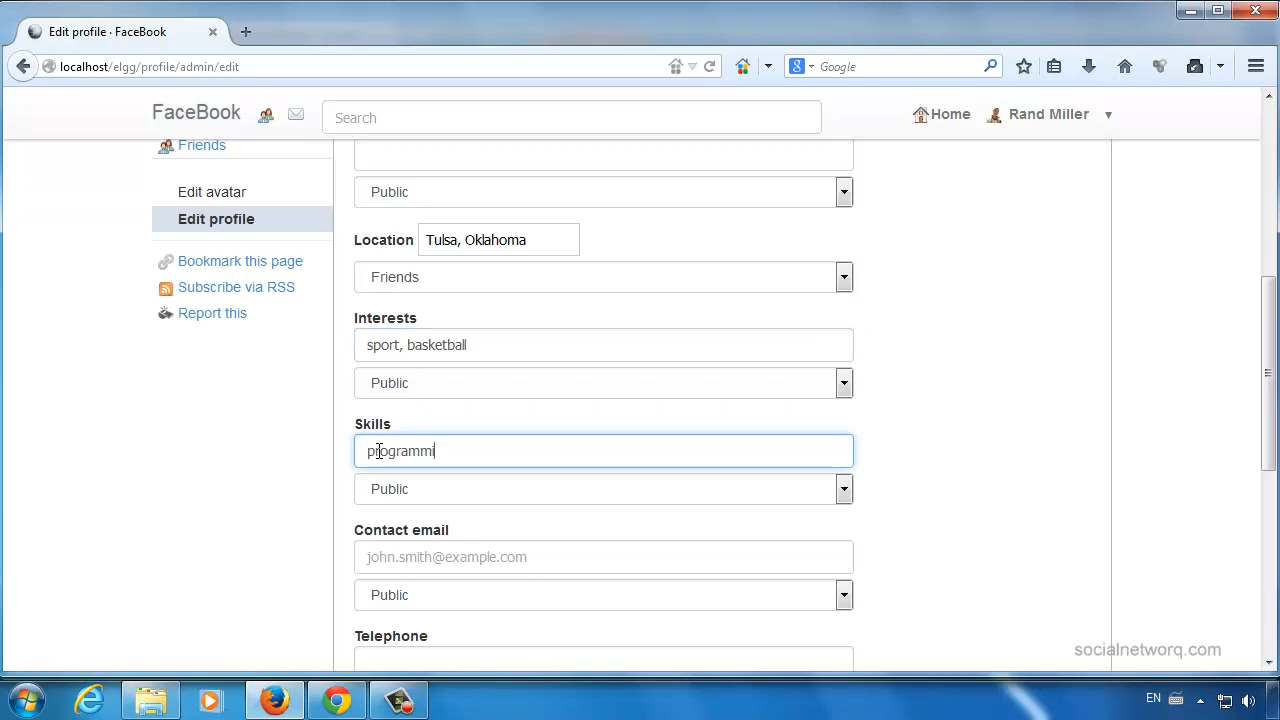 Edit profile · FaceBook
localhost/elgg/profile/admin/edit
Google
FaceBook
Search
Home
Rand Miller
Friends
Edit avatar
Edit profile
Bookmark this page
Subscribe via RSS
Report this
Public
Location
Tulsa, Oklahoma
Friends
Interests
sport, basketball
Public
Skills
programmi
Public
Contact email
john.smith@example.com
Public
Telephone
socialnetworq.com
EN